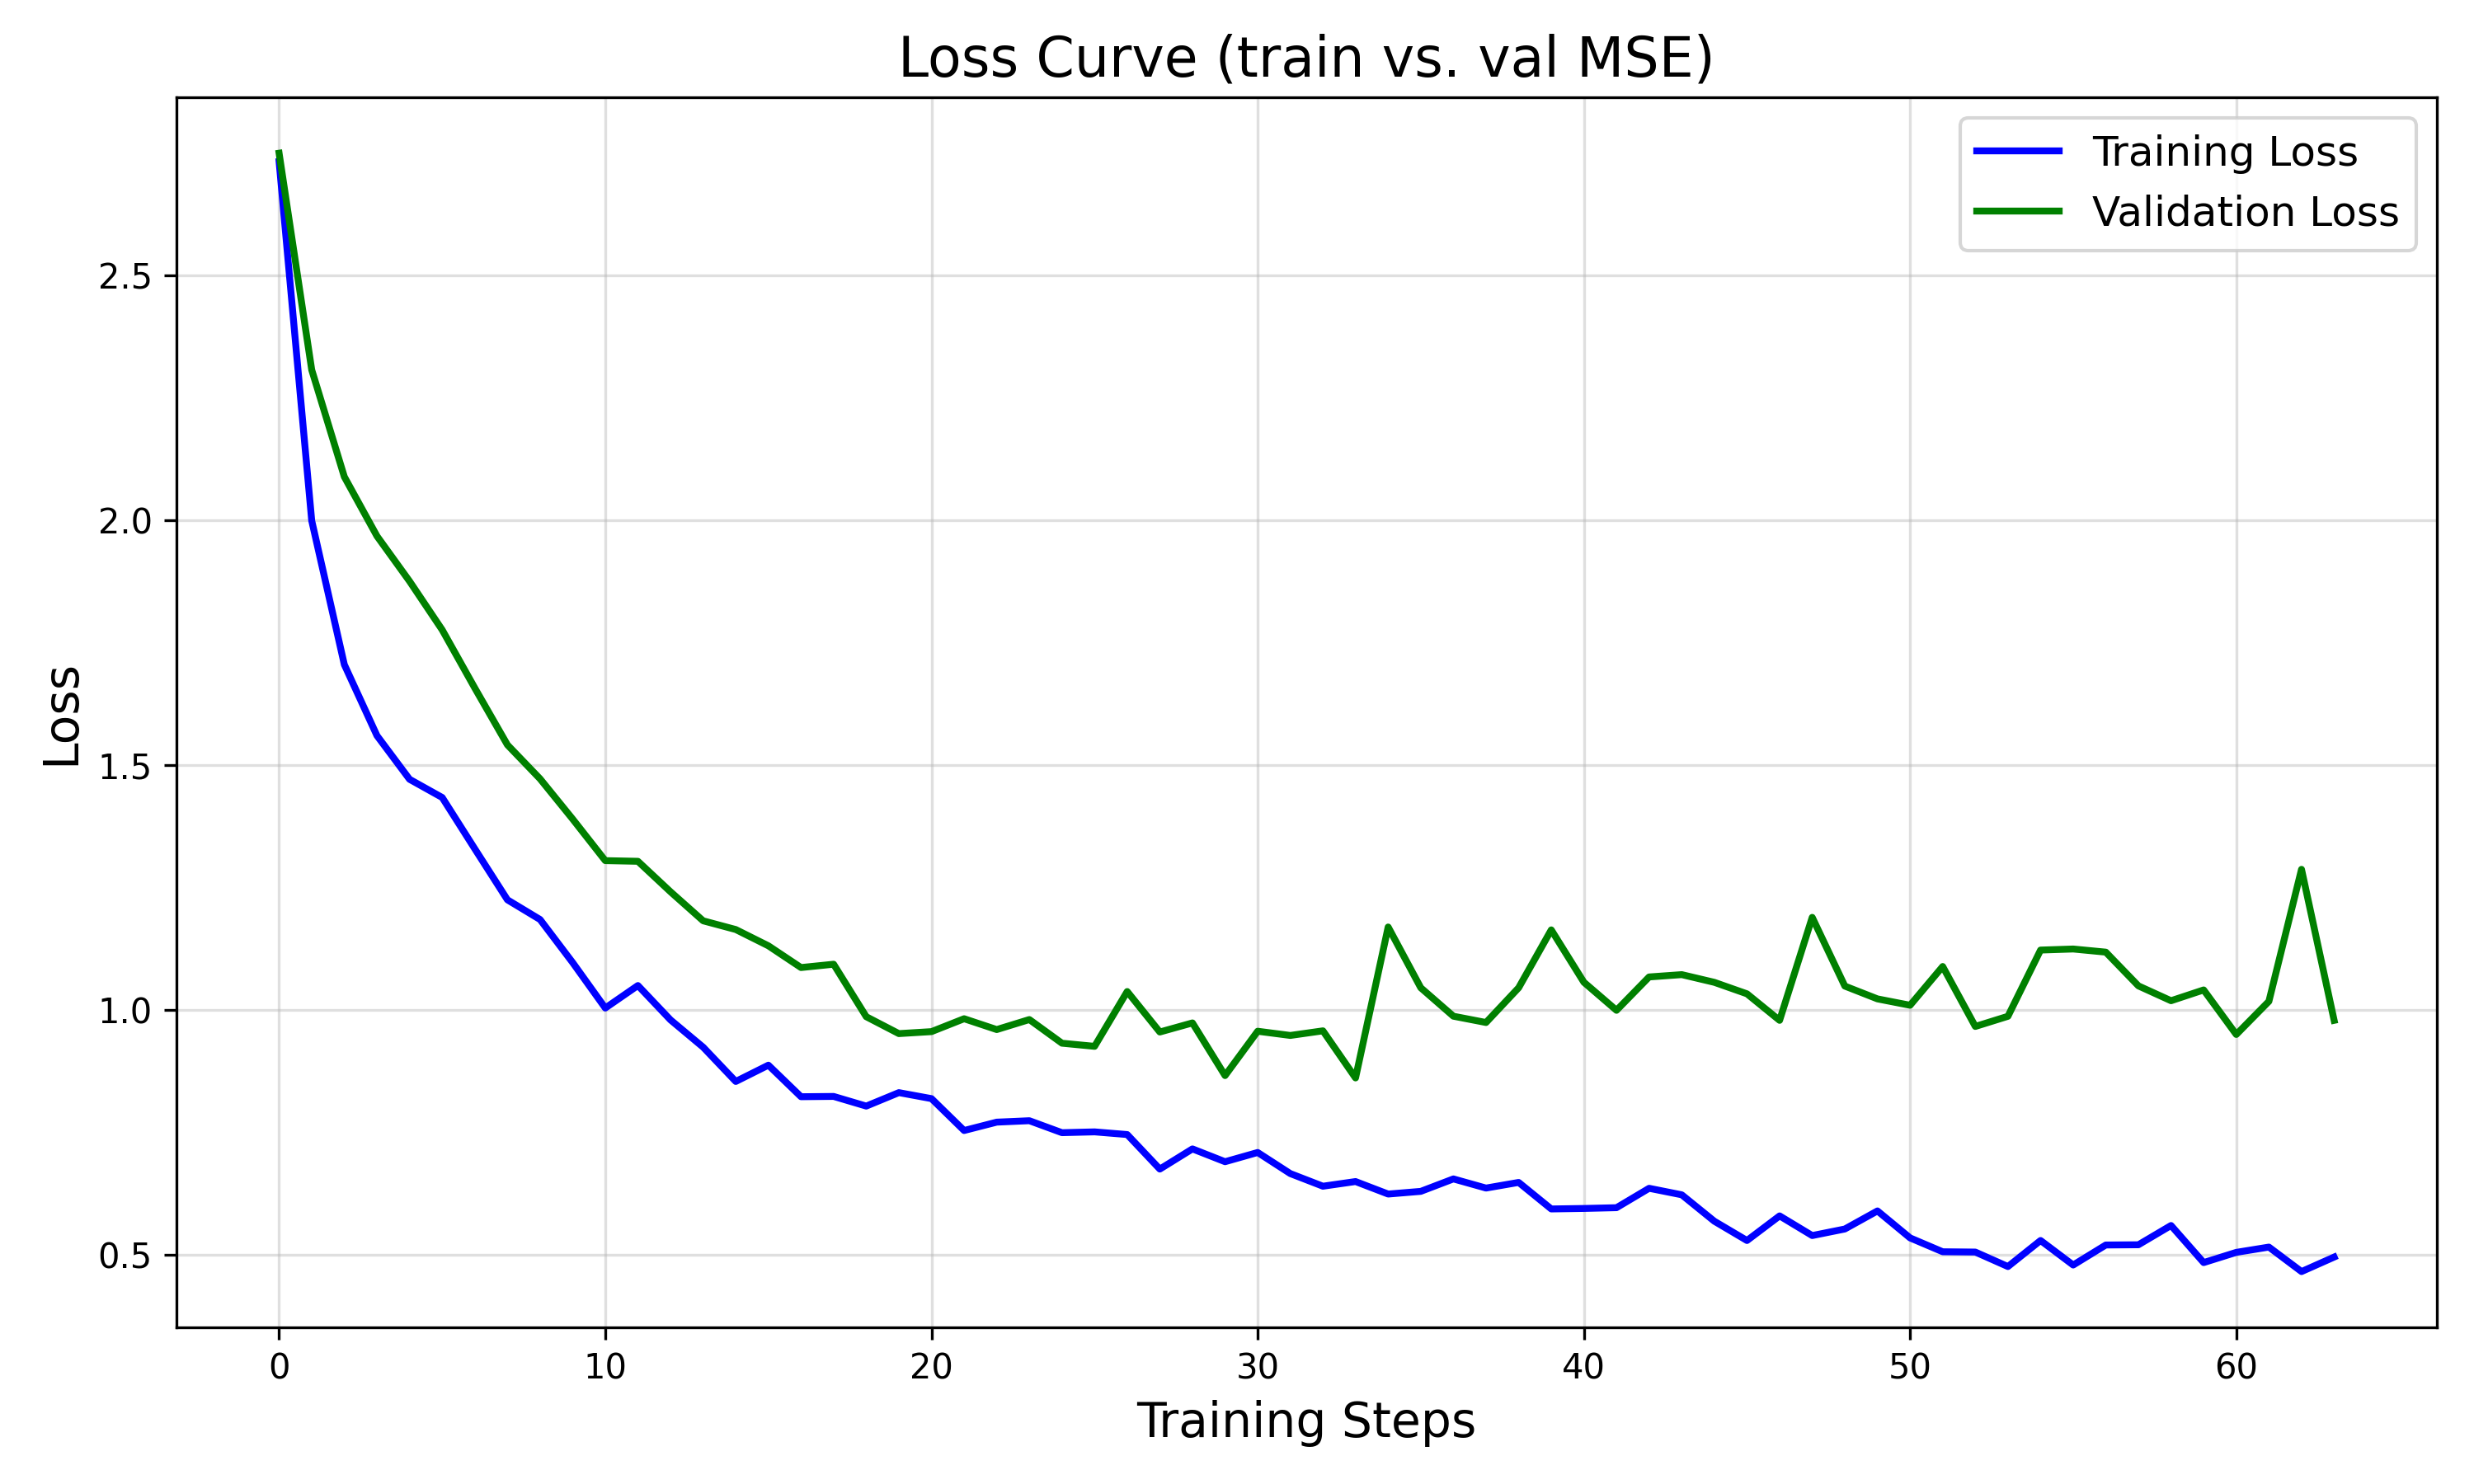 Loss Curve (train vs. val MSE)
Training Loss
Validation Loss
Loss
2.5
2.0
1.5
1.0
0.5
0 10 20 30 40 50 60
Training Steps